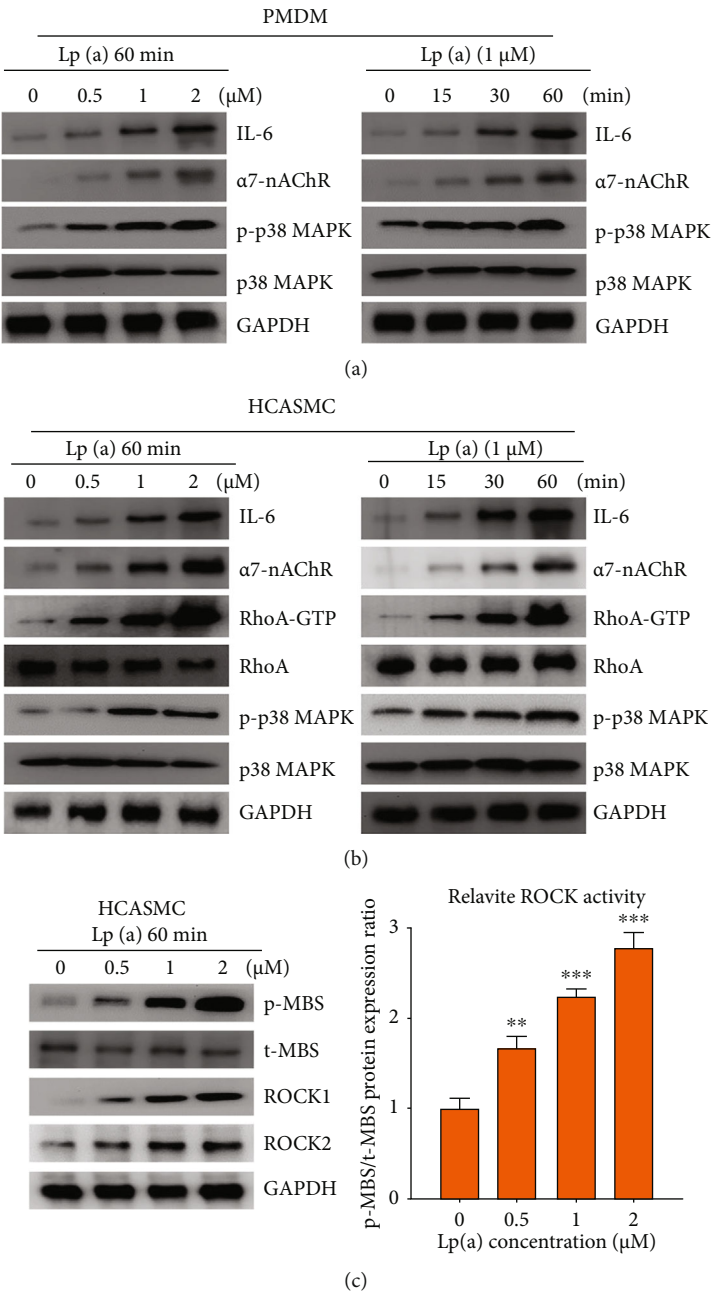 PMDM
Lp (a) 60 min
0 0.5 1 2 (μM)
IL-6
α7-nAChR
p-p38 MAPK
p38 MAPK
GAPDH
Lp (a) (1 μM)
0 15 30 60 (min)
IL-6
α7-nAChR
p-p38 MAPK
p38 MAPK
GAPDH
(a)
HCASMC
Lp (a) 60 min
0 0.5 1 2 (μM)
IL-6
α7-nAChR
RhoA-GTP
RhoA
p-p38 MAPK
p38 MAPK
GAPDH
Lp (a) (1 μM)
0 15 30 60 (min)
IL-6
α7-nAChR
RhoA-GTP
RhoA
p-p38 MAPK
p38 MAPK
GAPDH
(b)
HCASMC
Lp (a) 60 min
0 0.5 1 2 (μM)
p-MBS
t-MBS
ROCK1
ROCK2
GAPDH
Relavite ROCK activity
p-MBS/t-MBS protein expression ratio
3
2
1
0
**
***
***
0 0.5 1 2
Lp(a) concentration (μM)
(c)